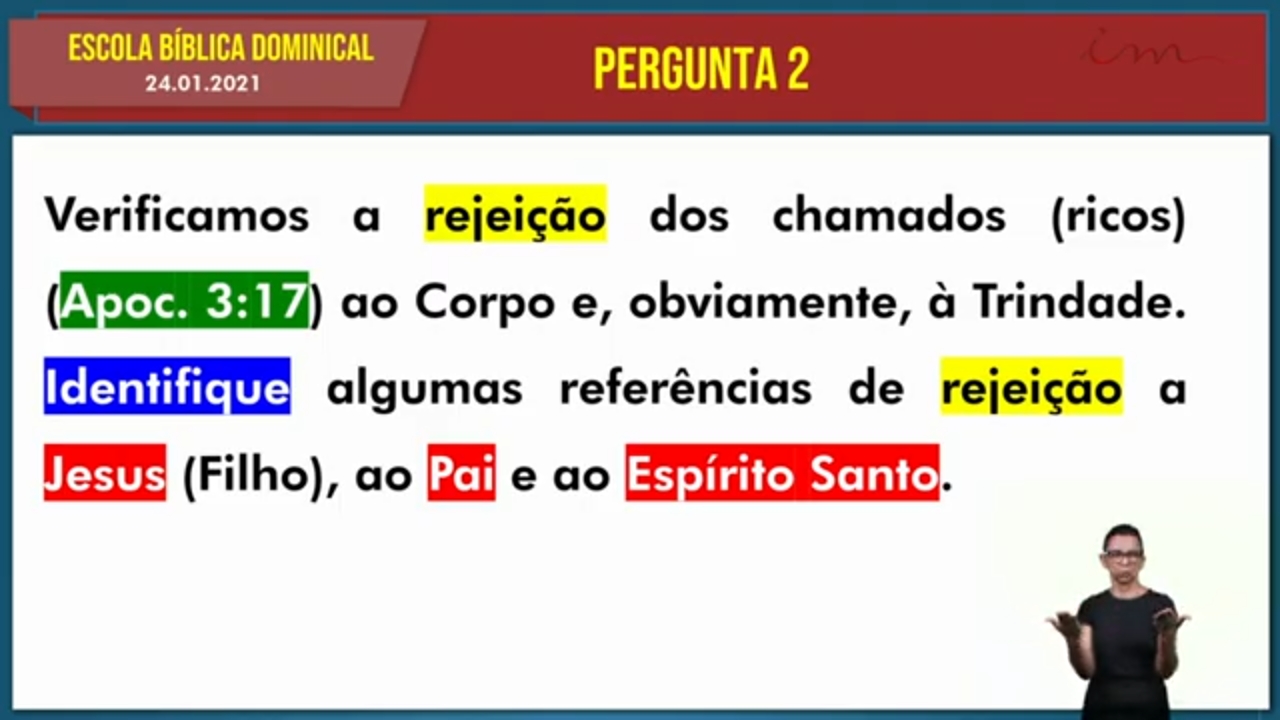 ESCOLA BÍBLICA DOMINICAL
24.01.2021
PERGUNTA 2
im
Verificamos a rejeição dos chamados (ricos)
(Apoc. 3:17) ao Corpo e, obviamente, à Trindade.
Identifique algumas referências de rejeição a
Jesus (Filho), ao Pai e ao Espírito Santo.